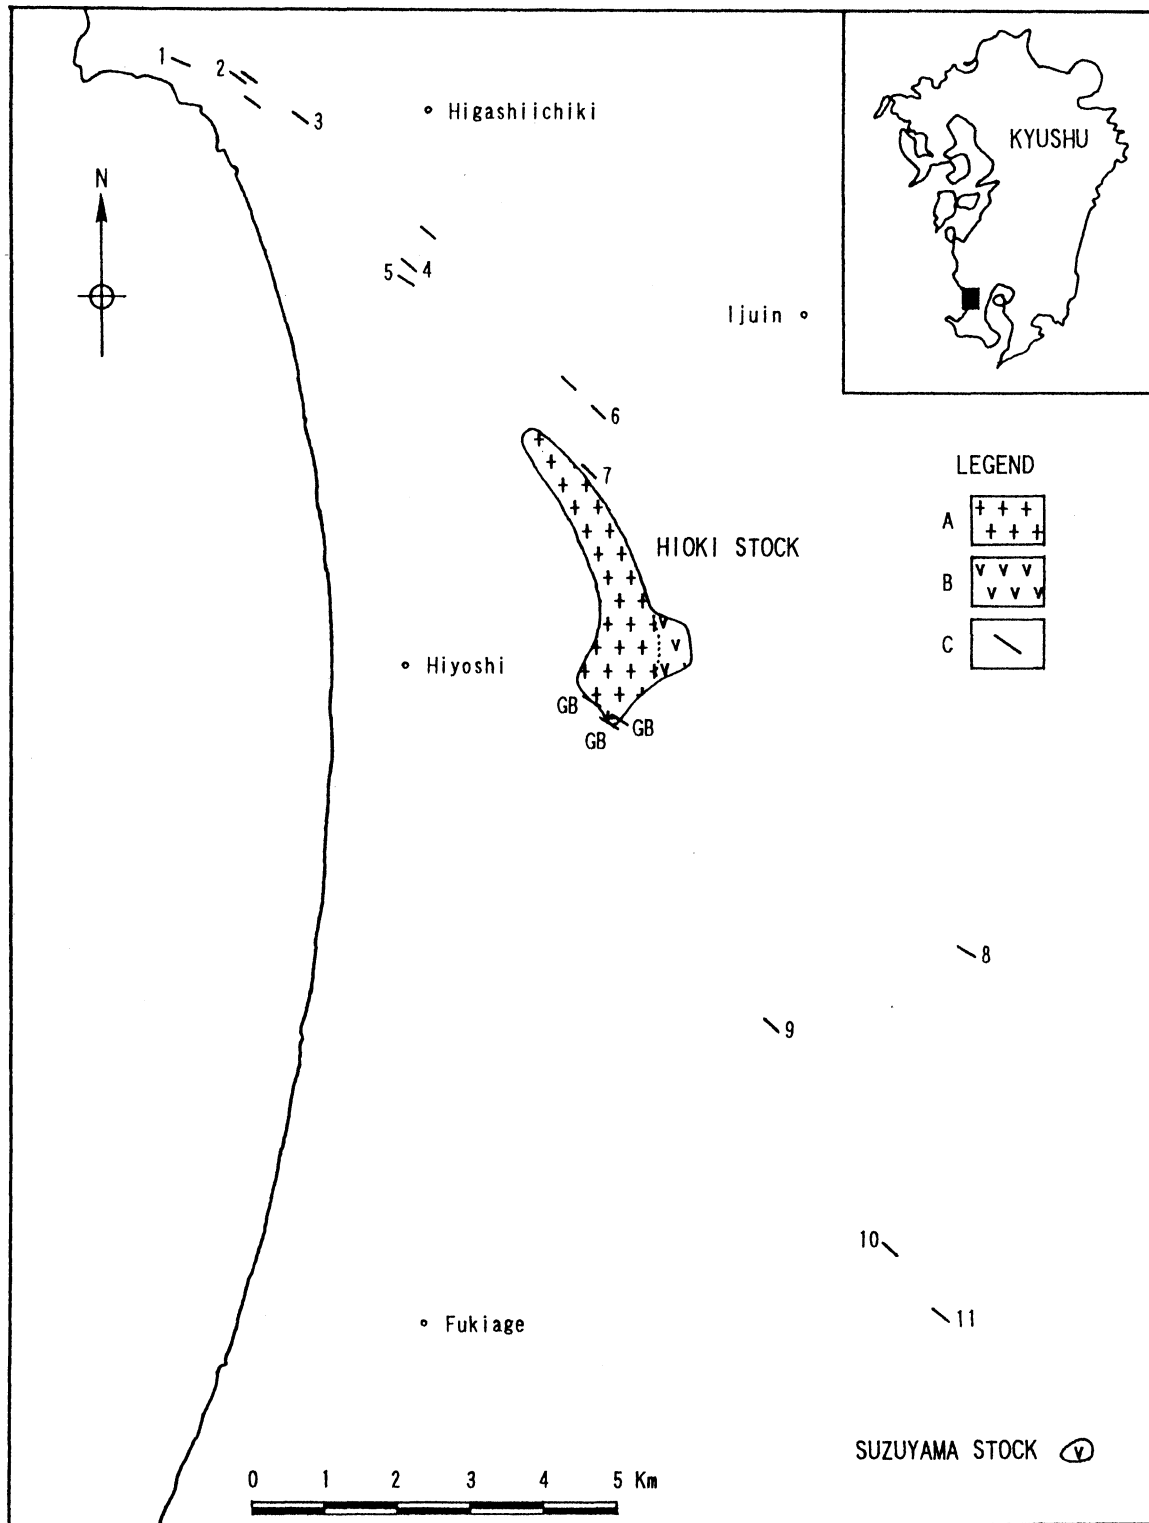 1
2
3
Higashiichiki
KYUSHU
N
5
4
Ijuin
6
7
LEGEND
A
HIOKI STOCK
B
C
Hiyoshi
GB
GB
GB
8
9
10
11
Fukiage
SUZUYAMA STOCK
0 1 2 3 4 5 Km